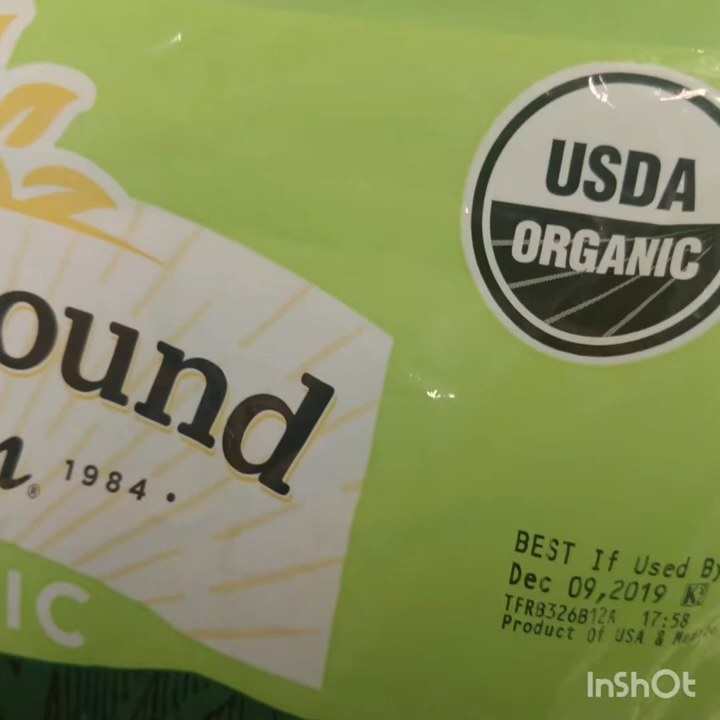 USDA
ORGANIC
ound
1984 •
IC
BEST If Used By
Dec 09,2019
TFRB326B12A 17:58
Product Of USA &
InShOt